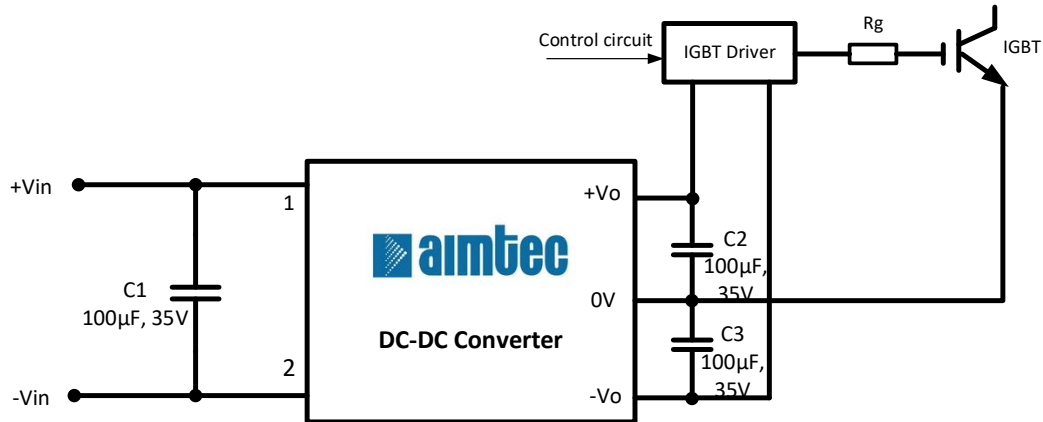 Rg
Control circuit
IGBT Driver
IGBT
+Vin
1
+Vo
C2
100µF,
35V
aimtec
C1
100µF, 35V
0V
DC-DC Converter
C3
100µF,
35V
2
-Vin
-Vo